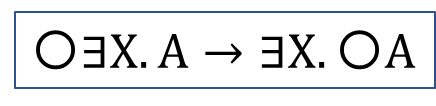 ○∃X. A → ∃X. ○A